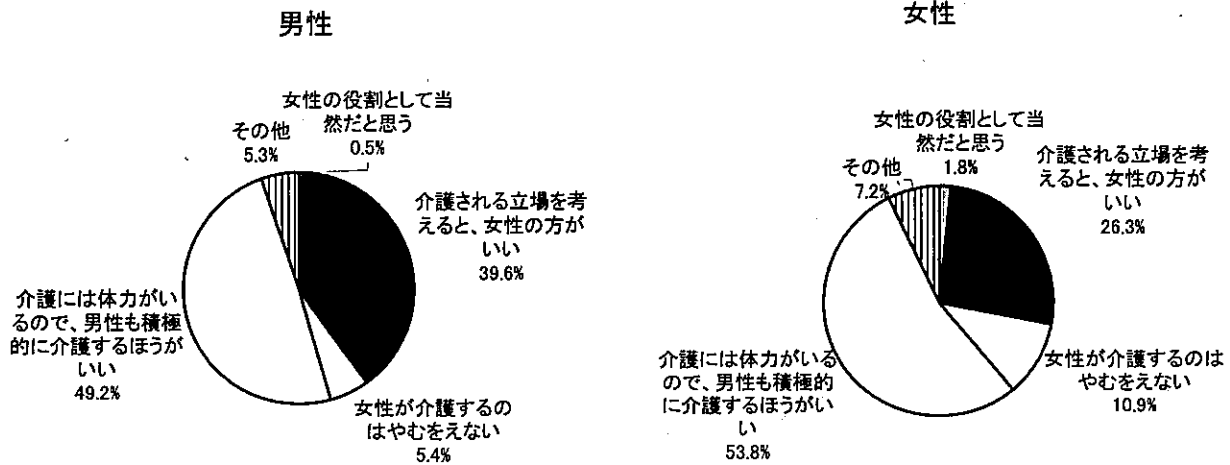 男性
女性の役割として当
然だと思う
0.5%
その他
5.3%
介護される立場を考
えると、女性の方が
いい
39.6%
女性が介護するの
はやむをえない
5.4%
介護には体力がい
るので、男性も積極
的に介護するほうが
いい
49.2%
女性
女性の役割として当
然だと思う
1.8%
その他
7.2%
介護される立場を考
えると、女性の方が
いい
26.3%
女性が介護するのは
やむをえない
10.9%
介護には体力がいる
ので、男性も積極的
に介護するほうがい
い
53.8%